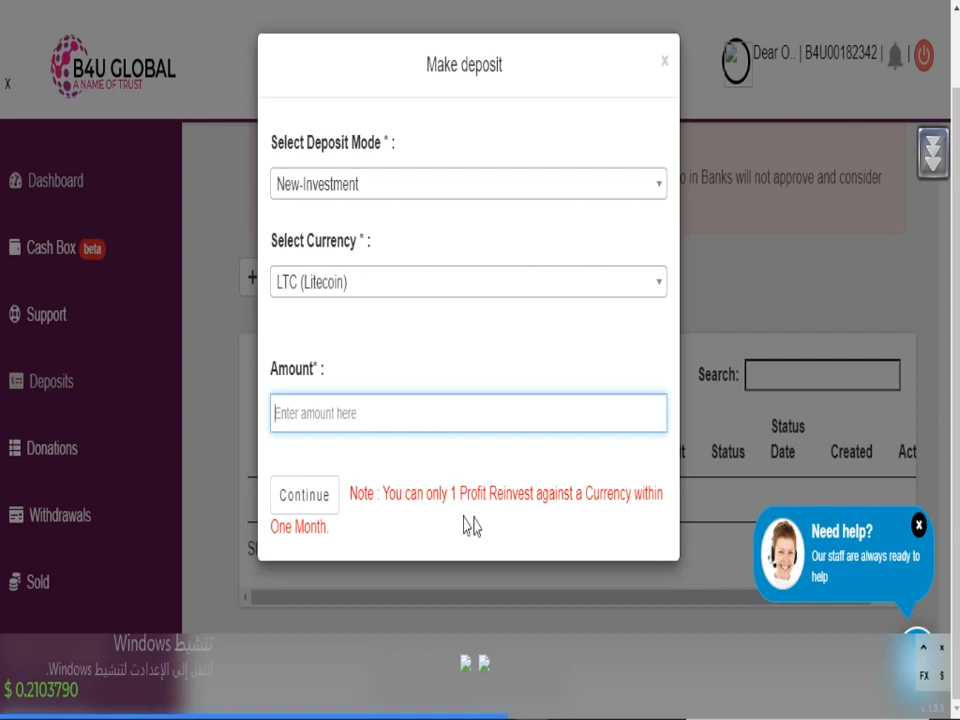 B4U GLOBAL
A NAME OF TRUST
X
Dear O.. | B4U00182342 |
Make deposit
x
Select Deposit Mode * :
New-Investment
Select Currency * :
LTC (Litecoin)
Amount* :
Enter amount here
Continue
Note : You can only 1 Profit Reinvest against a Currency within
One Month.
o in Banks will not approve and consider
Dashboard
Cash Box beta
Support
Deposits
Donations
Withdrawals
Sold
Search:
Status
Status Date
Created
Act
Need help?
Our staff are always ready to
help
x
تنشيط Windows
انتقل إلى الإعدادات لتنشيط Windows.
$ 0.2103790
^ x
FX $
v. 1.5.3